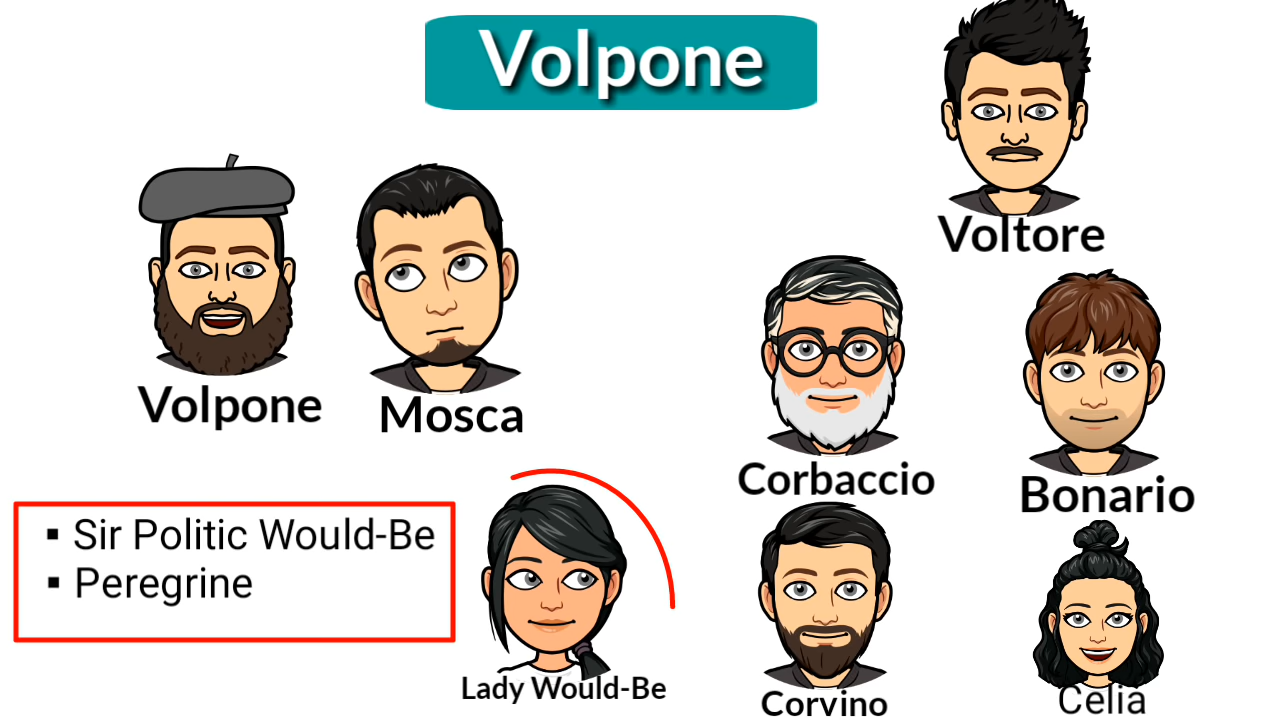 Volpone
Voltore
Volpone
Mosca
Corbaccio
Bonario
▪ Sir Politic Would-Be
▪ Peregrine
Lady Would-Be
Corvino
Celia